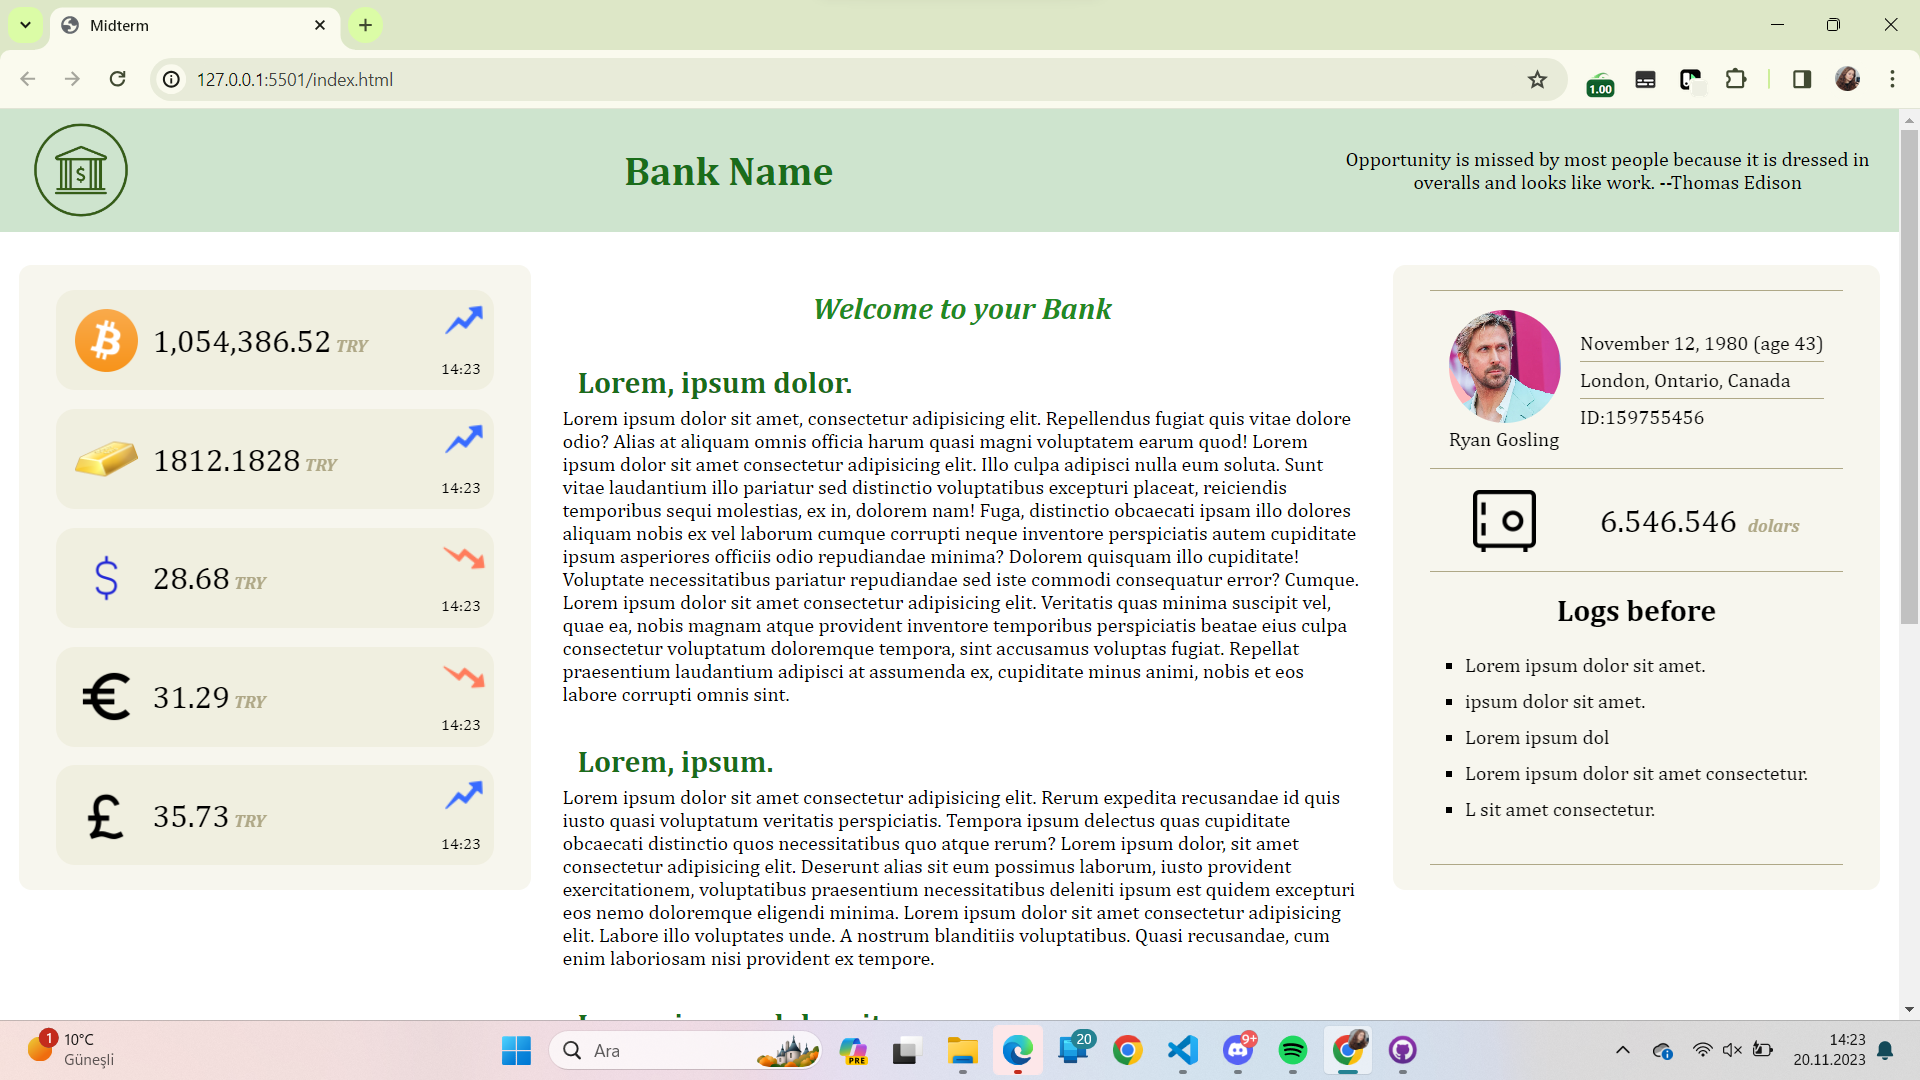 Midterm
127.0.0.1:5501/index.html
1.00
$
Bank Name
Opportunity is missed by most people because it is dressed in
overalls and looks like work. --Thomas Edison
1,054,386.52 TRY
14:23
1812.1828 TRY
14:23
$
28.68 TRY
14:23
€
31.29 TRY
14:23
£
35.73 TRY
14:23
Welcome to your Bank
Lorem, ipsum dolor.
Lorem ipsum dolor sit amet, consectetur adipisicing elit. Repellendus fugiat quis vitae dolore
odio? Alias at aliquam omnis officia harum quasi magni voluptatem earum quod! Lorem
ipsum dolor sit amet consectetur adipisicing elit. Illo culpa adipisci nulla eum soluta. Sunt
vitae laudantium illo pariatur sed distinctio voluptatibus excepturi placeat, reiciendis
temporibus sequi molestias, ex in, dolorem nam! Fuga, distinctio obcaecati ipsam illo dolores
aliquam nobis ex vel laborum cumque corrupti neque inventore perspiciatis autem cupiditate
ipsum asperiores officiis odio repudiandae minima? Dolorem quisquam illo cupiditate!
Voluptate necessitatibus pariatur repudiandae sed iste commodi consequatur error? Cumque.
Lorem ipsum dolor sit amet consectetur adipisicing elit. Veritatis quas minima suscipit vel,
quae ea, nobis magnam atque provident inventore temporibus perspiciatis beatae eius culpa
consectetur voluptatum doloremque tempora, sint accusamus voluptas fugiat. Repellat
praesentium laudantium adipisci at assumenda ex, cupiditate minus animi, nobis et eos
labore corrupti omnis sint.
Lorem, ipsum.
Lorem ipsum dolor sit amet consectetur adipisicing elit. Rerum expedita recusandae id quis
iusto quasi voluptatum veritatis perspiciatis. Tempora ipsum delectus quas cupiditate
obcaecati distinctio quos necessitatibus quo atque rerum? Lorem ipsum dolor, sit amet
consectetur adipisicing elit. Deserunt alias sit eum possimus laborum, iusto provident
exercitationem, voluptatibus praesentium necessitatibus deleniti ipsum est quidem excepturi
eos nemo doloremque eligendi minima. Lorem ipsum dolor sit amet consectetur adipisicing
elit. Labore illo voluptates unde. A nostrum blanditiis voluptatibus. Quasi recusandae, cum
enim laboriosam nisi provident ex tempore.
November 12, 1980 (age 43)
London, Ontario, Canada
ID:159755456
Ryan Gosling
6.546.546 dolars
Logs before
Lorem ipsum dolor sit amet.
ipsum dolor sit amet.
Lorem ipsum dol
Lorem ipsum dolor sit amet consectetur.
L sit amet consectetur.
1
10°C
Güneşli
Ara
PRE
20
9+
14:23
20.11.2023